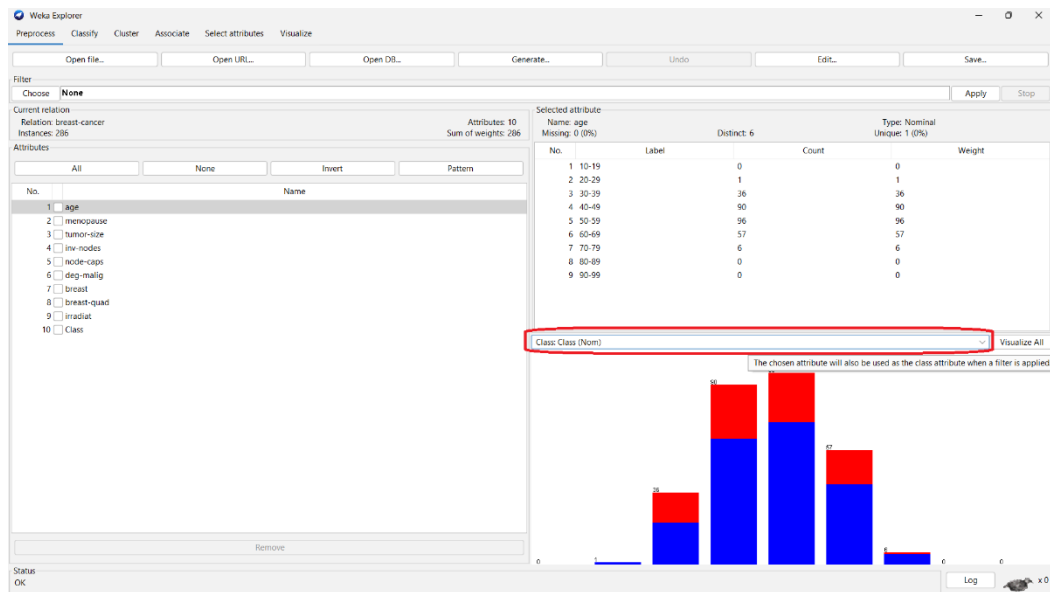 Weka Explorer
Preprocess Classify Cluster Associate Select attributes Visualize
Open file... Open URL... Open DB... Generate... Undo Edit... Save...
Filter
Choose None Apply Stop
Current relation
Relation: breast-cancer Attributes: 10
Instances: 286 Sum of weights: 286
Attributes
All None Invert Pattern
No. Name
1 age
2 menopause
3 tumor-size
4 inv-nodes
5 node-caps
6 deg-malig
7 breast
8 breast-quad
9 irradiat
10 Class
Remove
Selected attribute
Name: age Type: Nominal
Missing: 0 (0%) Distinct: 6 Unique: 1 (0%)
No. Label Count Weight
1 10-19 0 0
2 20-29 1 1
3 30-39 36 36
4 40-49 90 90
5 50-59 96 96
6 60-69 57 57
7 70-79 6 6
8 80-89 0 0
9 90-99 0 0
Class: Class (Nom) Visualize All
The chosen attribute will also be used as the class attribute when a filter is applied.
90
57
6
0 1 0 0
Status
OK
Log x 0